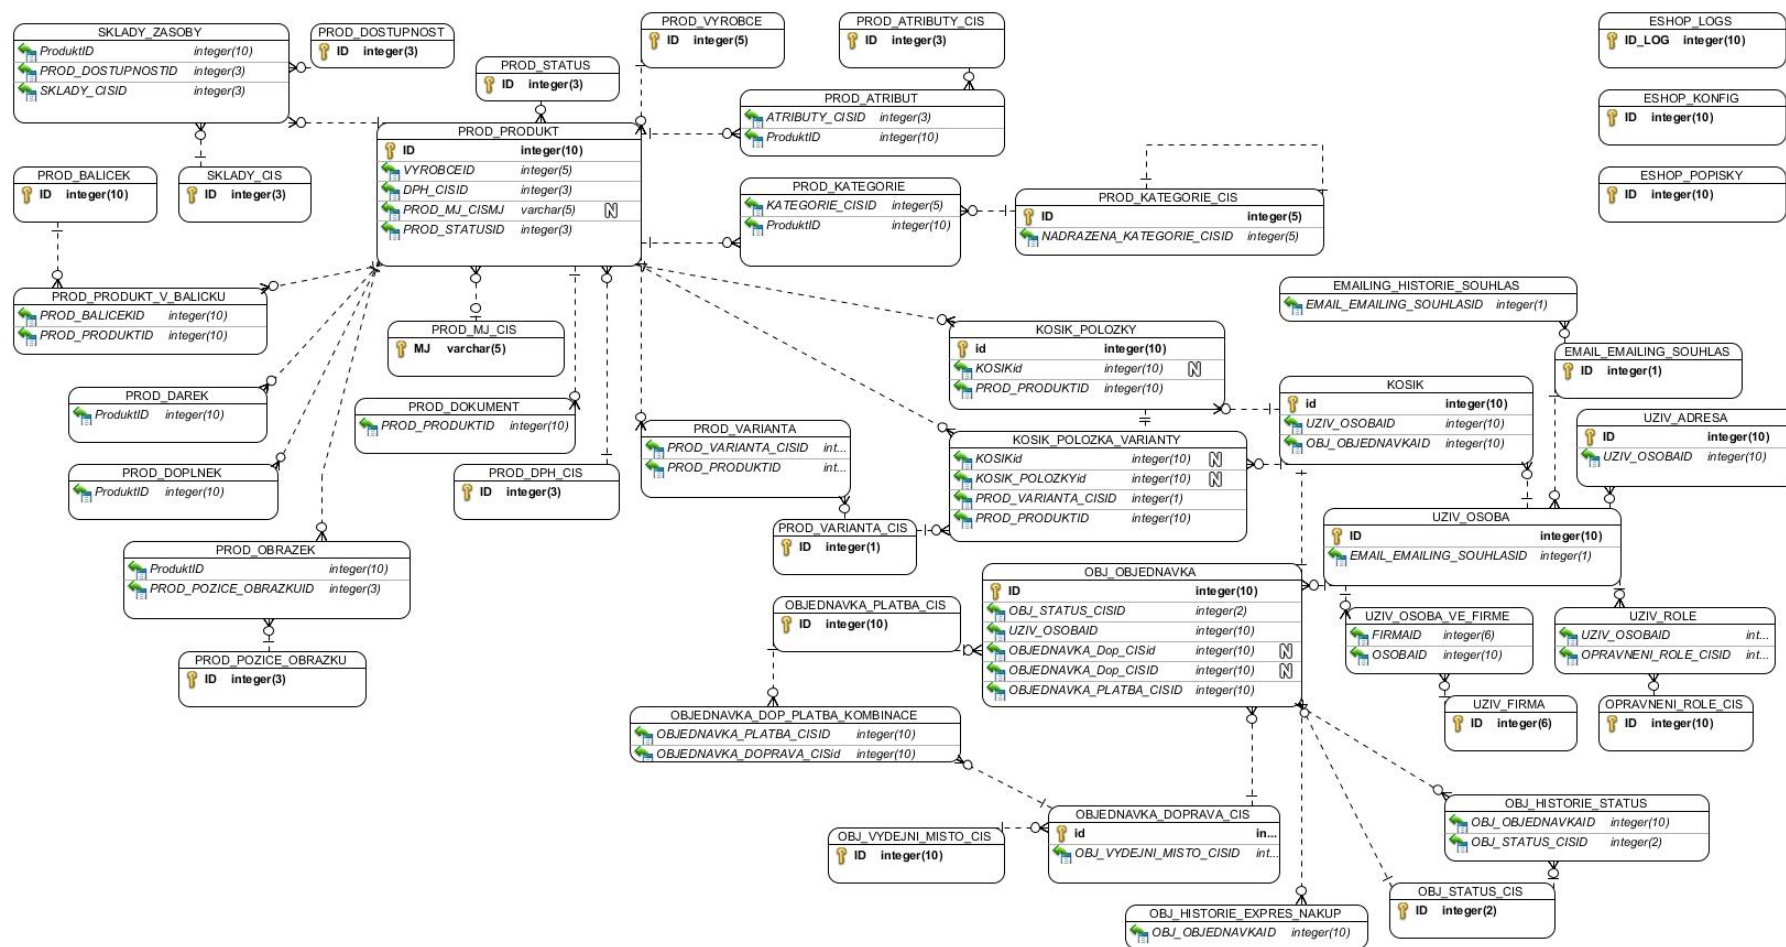 SKLADY_ZASOBY
ProduktID integer(10)
PROD_DOSTUPNOSTID integer(3)
SKLADY_CISID integer(3)
PROD_DOSTUPNOST
ID integer(3)
PROD_STATUS
ID integer(3)
PROD_VYROBCE
ID integer(5)
PROD_ATRIBUTY_CIS
ID integer(3)
ESHOP_LOGS
ID_LOG integer(10)
PROD_ATRIBUT
ATRIBUTY_CISID integer(3)
ProduktID integer(10)
ESHOP_KONFIG
ID integer(10)
PROD_PRODUKT
ID integer(10)
VYROBCEID integer(5)
DPH_CISID integer(3)
PROD_MJ_CISMJ varchar(5) N
PROD_STATUSID integer(3)
PROD_BALICEK
ID integer(10)
SKLADY_CIS
ID integer(3)
PROD_KATEGORIE
KATEGORIE_CISID integer(5)
ProduktID integer(10)
PROD_KATEGORIE_CIS
ID integer(5)
NADRAZENA_KATEGORIE_CISID integer(5)
ESHOP_POPISKY
ID integer(10)
PROD_PRODUKT_V_BALICKU
PROD_BALICEKID integer(10)
PROD_PRODUKTID integer(10)
PROD_MJ_CIS
MJ varchar(5)
KOSIK_POLOZKY
id integer(10)
KOSIKid integer(10) N
PROD_PRODUKTID integer(10)
EMAILING_HISTORIE_SOUHLAS
EMAIL_EMAILING_SOUHLASID integer(1)
EMAIL_EMAILING_SOUHLAS
ID integer(1)
PROD_DAREK
ProduktID integer(10)
PROD_DOKUMENT
PROD_PRODUKTID integer(10)
KOSIK
id integer(10)
UZIV_OSOBAID integer(10)
OBJ_OBJEDNAVKAID integer(10)
UZIV_ADRESA
ID integer(10)
UZIV_OSOBAID integer(10)
PROD_VARIANTA
PROD_VARIANTA_CISID int...
PROD_PRODUKTID int...
KOSIK_POLOZKA_VARIANTY
KOSIKid integer(10) N
KOSIK_POLOZKYid integer(10) N
PROD_VARIANTA_CISID integer(1)
PROD_PRODUKTID integer(10)
PROD_DOPLNEK
ProduktID integer(10)
PROD_DPH_CIS
ID integer(3)
PROD_VARIANTA_CIS
ID integer(1)
UZIV_OSOBA
ID integer(10)
EMAIL_EMAILING_SOUHLASID integer(1)
PROD_OBRAZEK
ProduktID integer(10)
PROD_POZICE_OBRAZKUID integer(3)
OBJ_OBJEDNAVKA
ID integer(10)
OBJ_STATUS_CISID integer(2)
UZIV_OSOBAID integer(10)
OBJEDNAVKA_Dop_CISid integer(10) N
OBJEDNAVKA_Dop_CISID integer(10) N
OBJEDNAVKA_PLATBA_CISID integer(10)
OBJEDNAVKA_PLATBA_CIS
ID integer(10)
UZIV_OSOBA_VE_FIRME
FIRMAID integer(6)
OSOBAID integer(10)
UZIV_ROLE
UZIV_OSOBAID int...
OPRAVNENI_ROLE_CISID int...
PROD_POZICE_OBRAZKU
ID integer(3)
UZIV_FIRMA
ID integer(6)
OPRAVNENI_ROLE_CIS
ID integer(10)
OBJEDNAVKA_DOP_PLATBA_KOMBINACE
OBJEDNAVKA_PLATBA_CISID integer(10)
OBJEDNAVKA_DOPRAVA_CISid integer(10)
OBJ_VYDEJNI_MISTO_CIS
ID integer(10)
OBJEDNAVKA_DOPRAVA_CIS
id in...
OBJ_VYDEJNI_MISTO_CISID int...
OBJ_HISTORIE_STATUS
OBJ_OBJEDNAVKAID integer(10)
OBJ_STATUS_CISID integer(2)
OBJ_STATUS_CIS
ID integer(2)
OBJ_HISTORIE_EXPRES_NAKUP
OBJ_OBJEDNAVKAID integer(10)